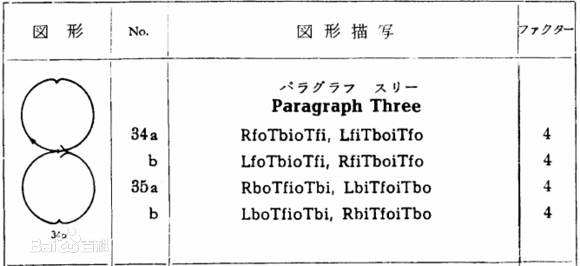 図形 No. 図形描写 ファクター
パラグラフ スリー
Paragraph Three
34a RfoTbioTfi, LfiTboiTfo 4
b LfoTbioTfi, RfiTboiTfo 4
35a RboTfioTbi, LbiTfoiTbo 4
b LboTfioTbi, RbiTfoiTbo 4
Bai百科